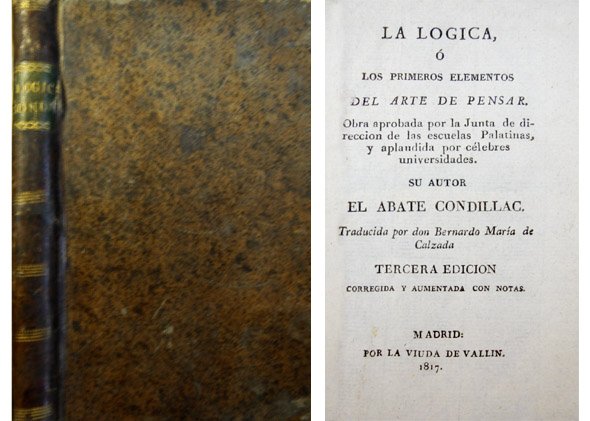 LOGICA
LA LOGICA,
Ó
LOS PRIMEROS ELEMENTOS
DEL ARTE DE PENSAR.
Obra aprobada por la Junta de di-
reccion de las escuelas Palatinas,
y aplaudida por célebres
universidades.
SU AUTOR
EL ABATE CONDILLAC.
Traducida por don Bernardo María de
Calzada
TERCERA EDICION
CORREGIDA Y AUMENTADA CON NOTAS.
MADRID:
POR LA VIUDA DE VALLIN.
1817.